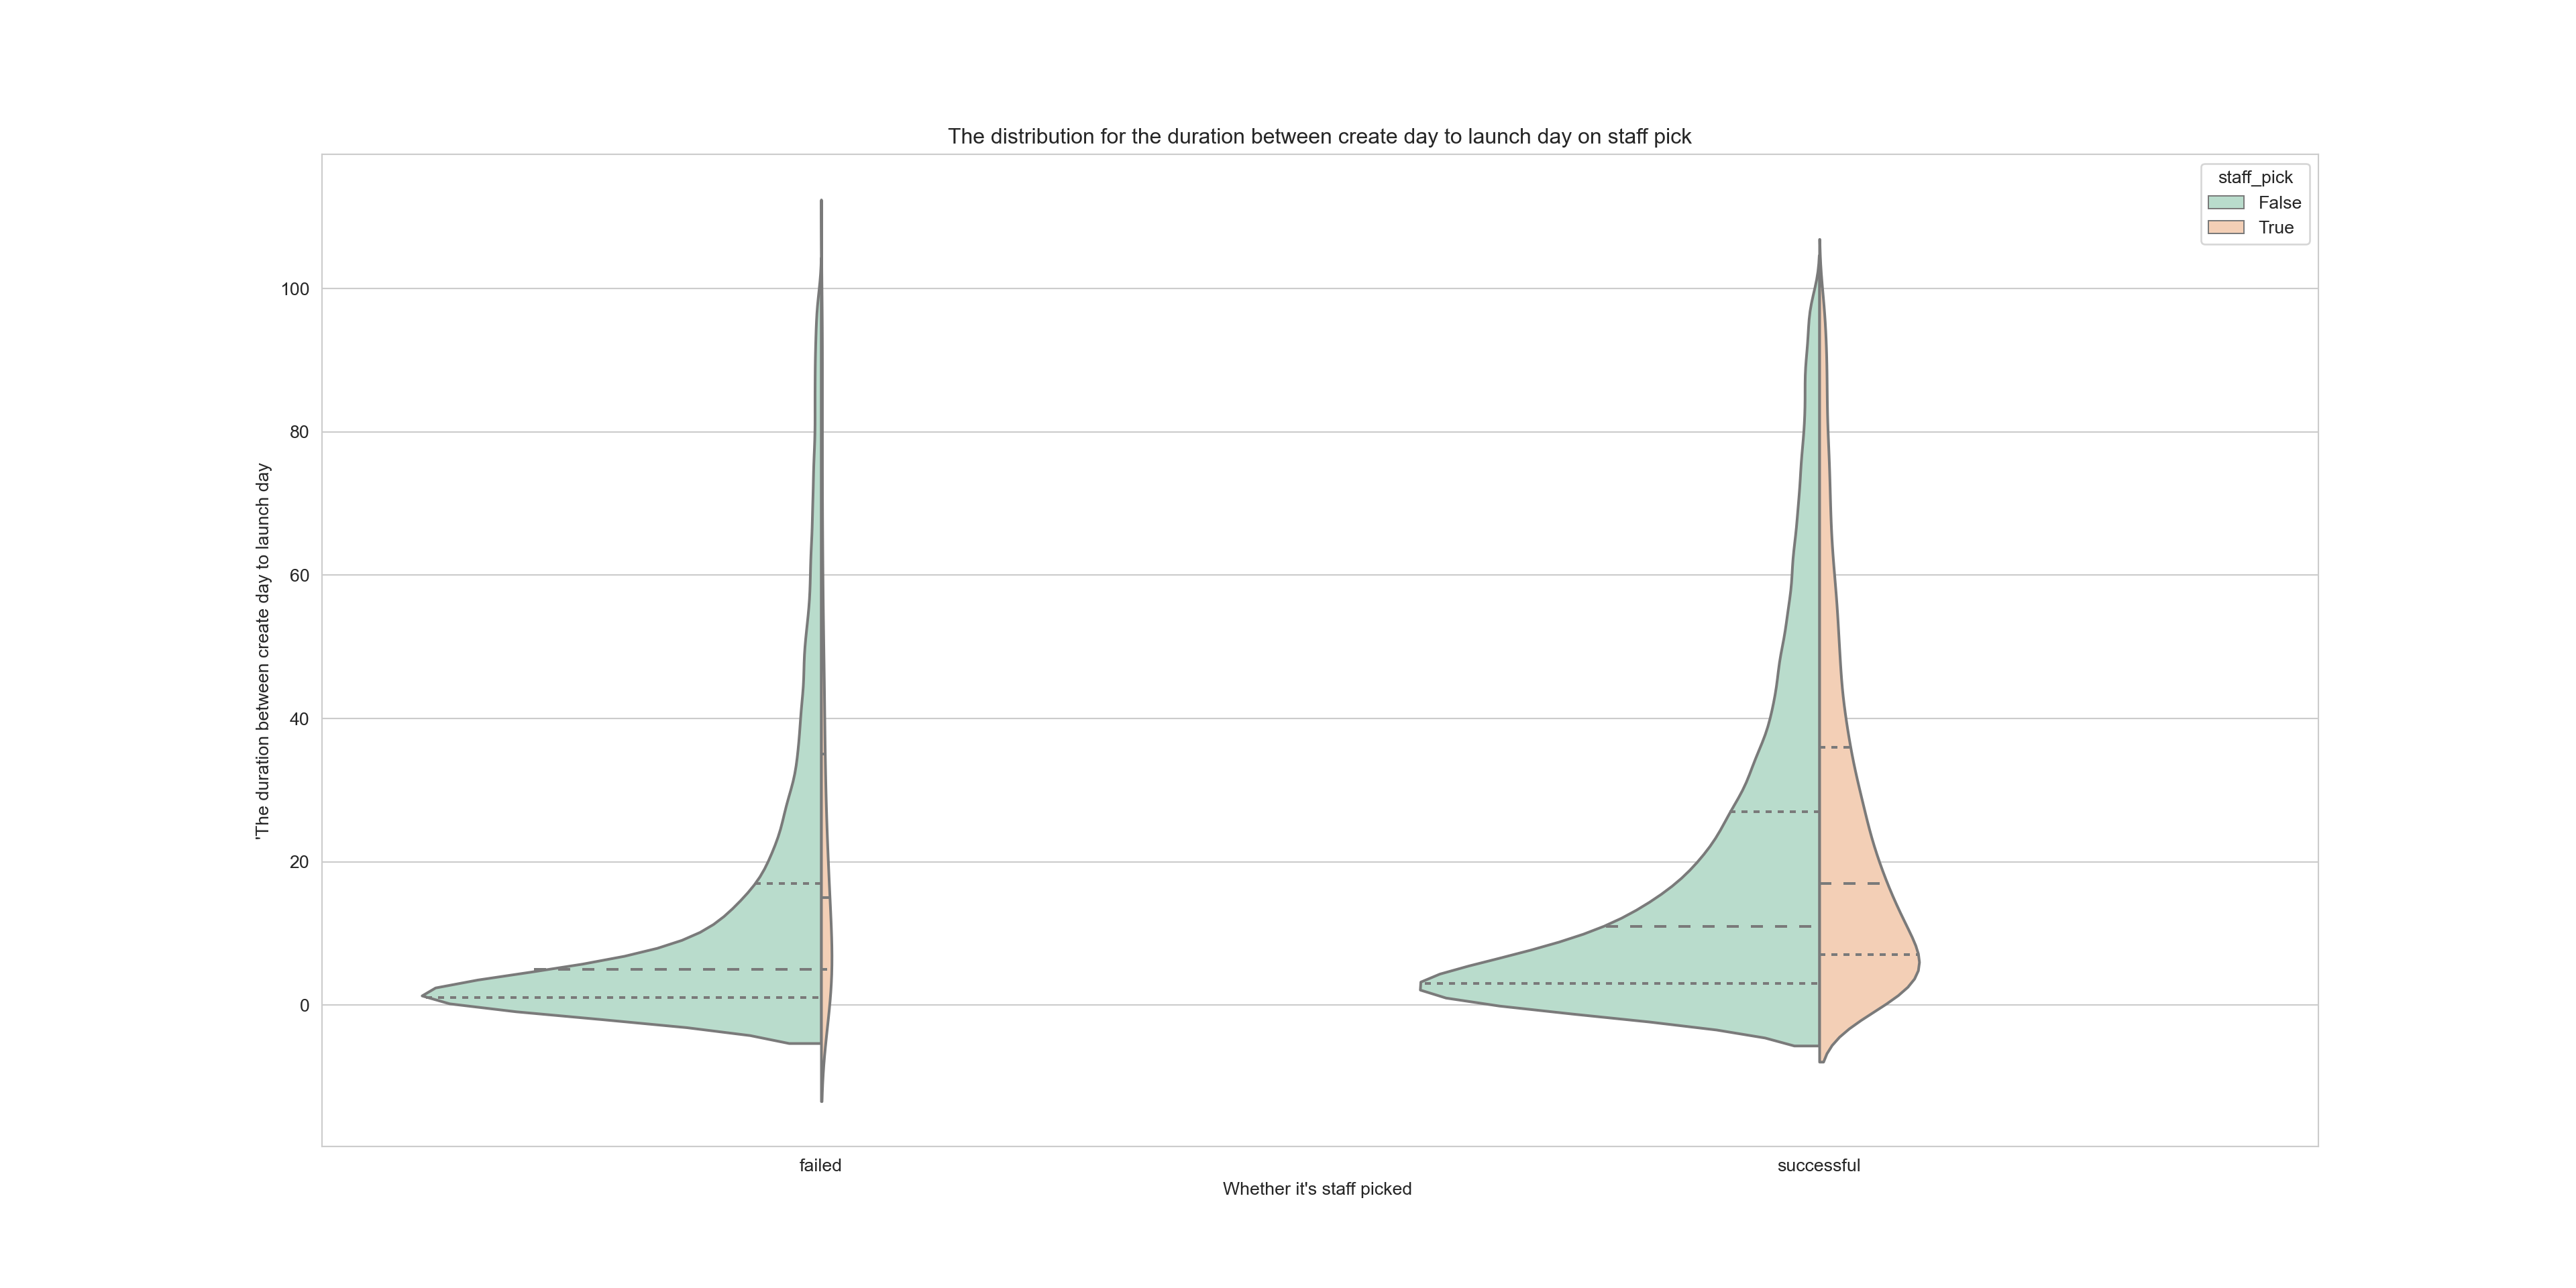 The distribution for the duration between create day to launch day on staff pick
staff_pick
False
True
100
80
60
40
20
0
'The duration between create day to launch day
failed
successful
Whether it's staff picked